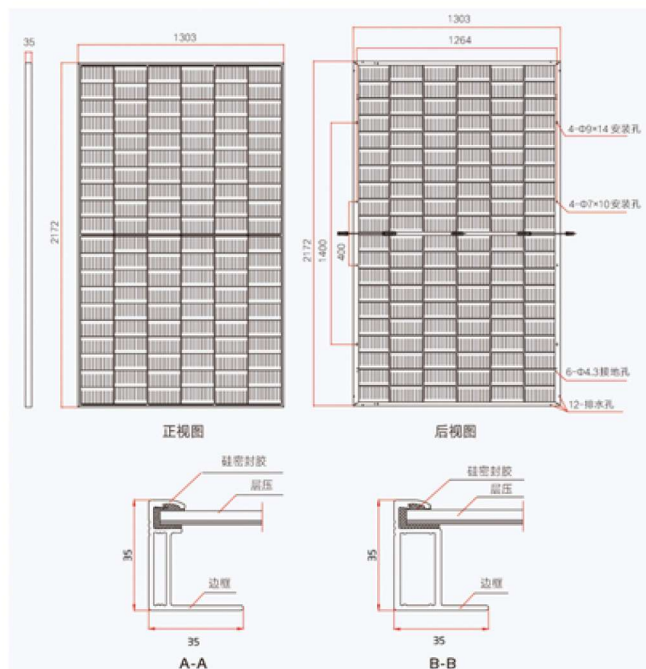 35
1303
2172
正视图
1303
1264
2172
1400
400
4-Φ9×14 安装孔
4-Φ7×10 安装孔
6-Φ4.3接地孔
12-排水孔
后视图
硅密封胶
层压
35
边框
35
A-A
硅密封胶
层压
35
边框
35
B-B